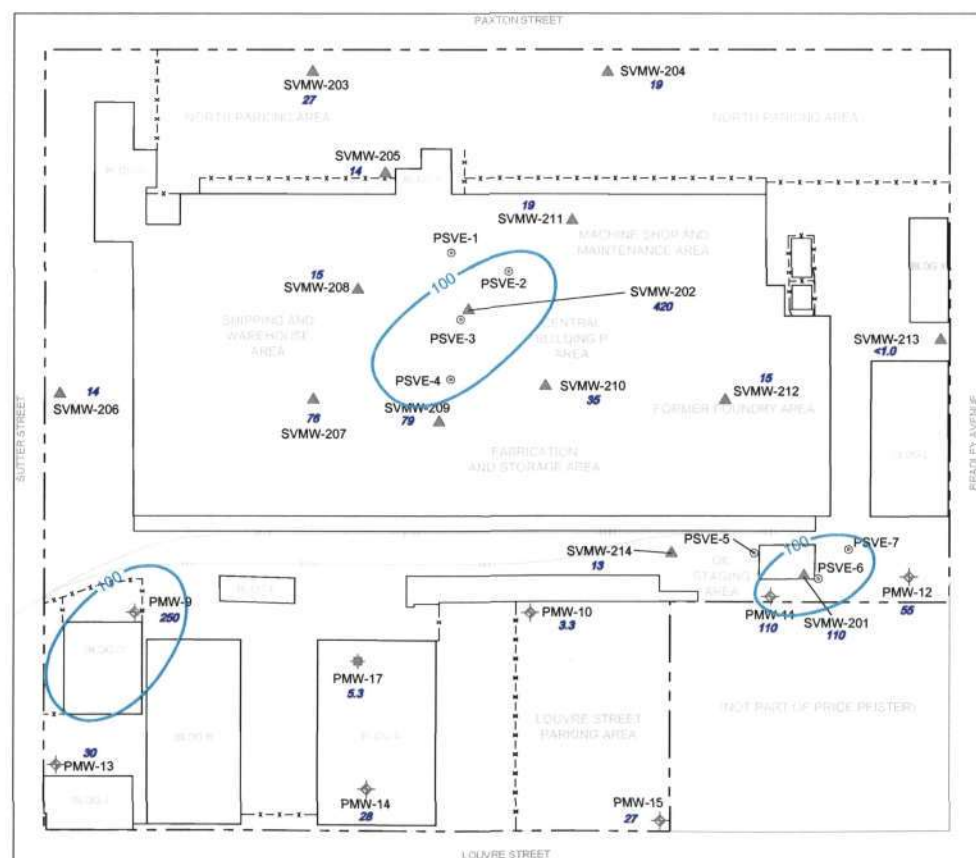 PAXTON STREET
SVMW-203
27
SVMW-204
19
NORTH PARKING AREA
NORTH PARKING AREA
SVMW-205
14
19
SVMW-211
MACHINE SHOP AND
MAINTENANCE AREA
PSVE-1
100
PSVE-2
15
SVMW-208
SVMW-202
420
PSVE-3
SHIPPING AND
WAREHOUSE
AREA
CENTRAL
BUILDING P
AREA
SVMW-213
<1.0
14
SVMW-206
76
SVMW-207
PSVE-4
SVMW-209
79
SVMW-210
35
15
SVMW-212
FORMER FOUNDRY AREA
FABRICATION
AND STORAGE AREA
SUTTER STREET
BRADLEY AVENUE
SVMW-214
13
PSVE-5
100
PSVE-7
PSVE-6
OIL
STAGING
AREA
PMW-12
55
PMW-11
110
SVMW-201
110
100
PMW-9
250
PMW-10
3.3
PMW-17
5.3
LOUVRE STREET
PARKING AREA
(NOT PART OF PRICE PFISTER)
30
PMW-13
PMW-14
28
PMW-15
27
LOUVRE STREET